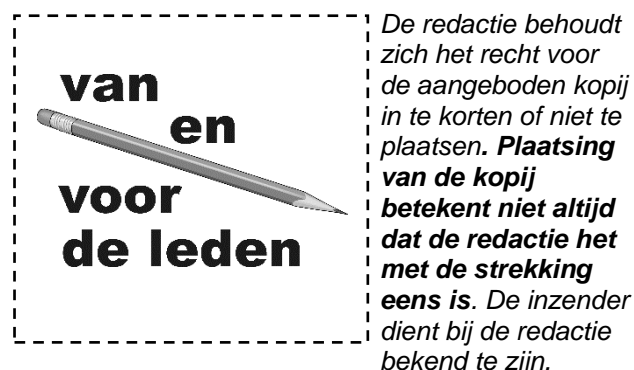 van
en
voor
de leden
De redactie behoudt
zich het recht voor
de aangeboden kopij
in te korten of niet te
plaatsen. Plaatsing
van de kopij
betekent niet altijd
dat de redactie het
met de strekking
eens is. De inzender
dient bij de redactie
bekend te zijn.